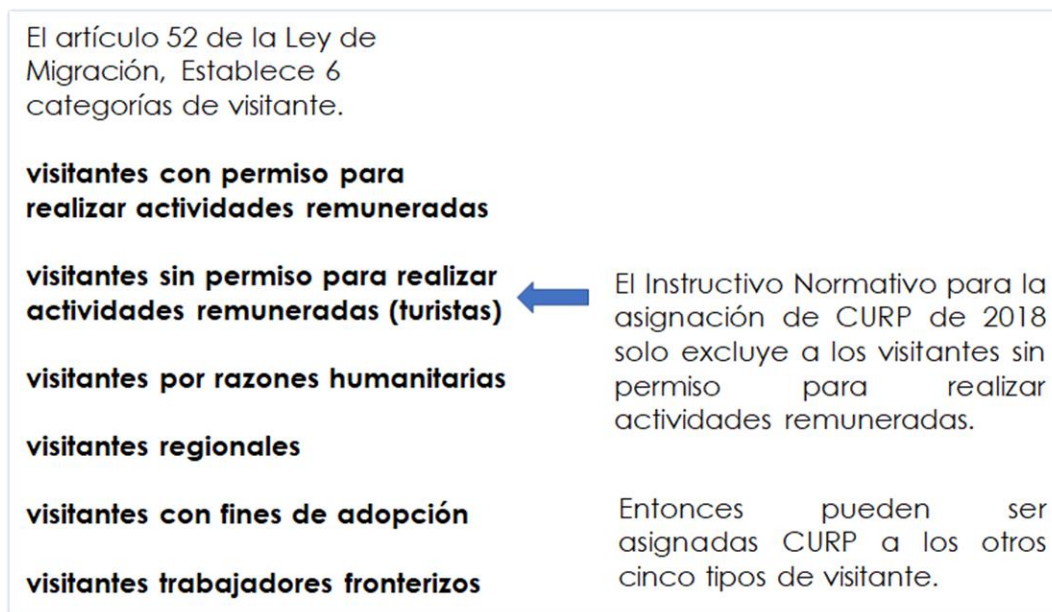 El artículo 52 de la Ley de
Migración, Establece 6
categorías de visitante.
visitantes con permiso para
realizar actividades remuneradas
visitantes sin permiso para realizar
actividades remuneradas (turistas)
visitantes por razones humanitarias
visitantes regionales
visitantes con fines de adopción
visitantes trabajadores fronterizos
El Instructivo Normativo para la
asignación de CURP de 2018
solo excluye a los visitantes sin
permiso para realizar
actividades remuneradas.
Entonces pueden ser
asignadas CURP a los otros
cinco tipos de visitante.